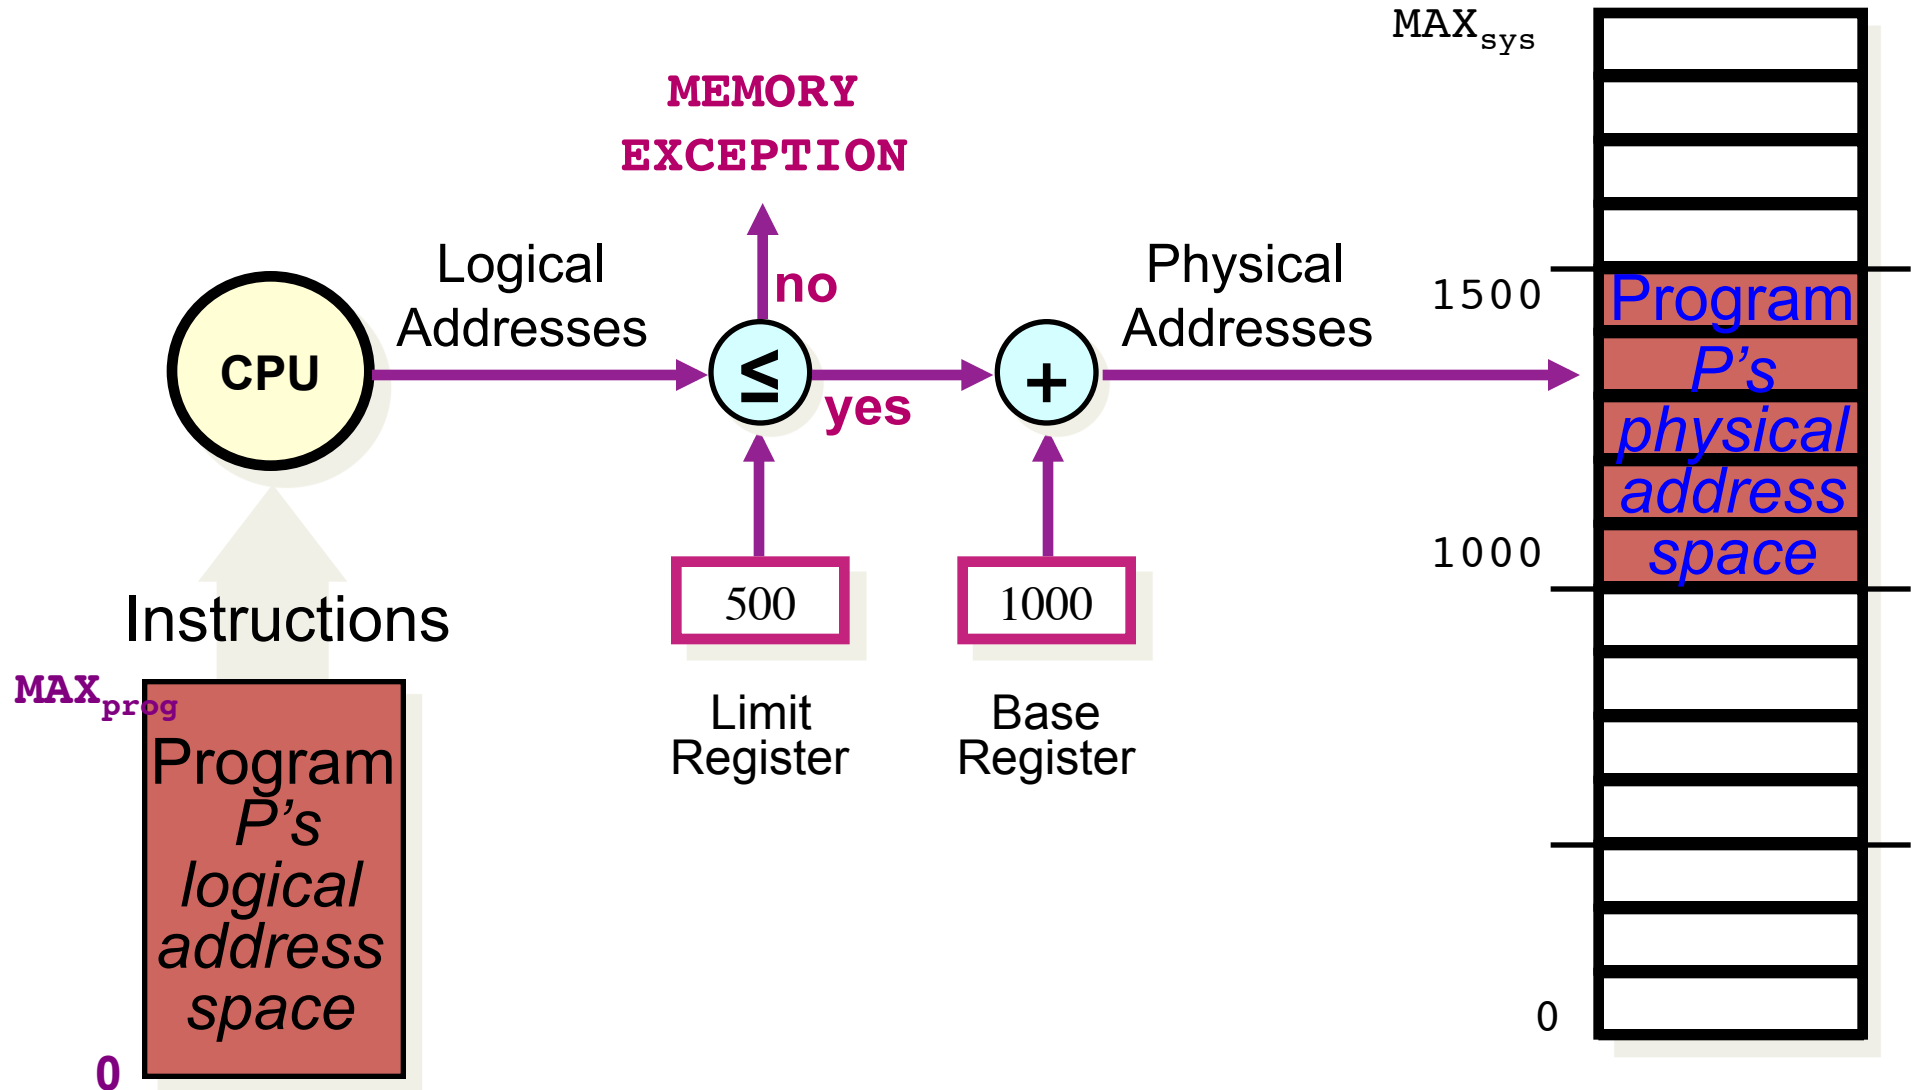 MAXsys
MEMORY
EXCEPTION
Logical
Addresses
no
Physical
Addresses
1500
Program
P’s
physical
address
space
CPU
≤
yes
+
1000
500
1000
Instructions
Limit
Register
Base
Register
MAXprog
Program
P’s
logical
address
space
0
0